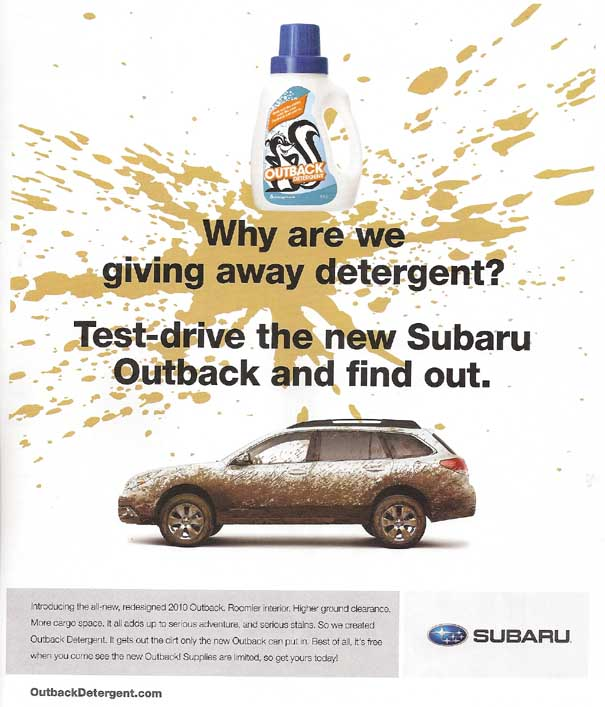 OUTBACK
DETERGENT
Why are we
giving away detergent?
Test-drive the new Subaru
Outback and find out.
Introducing the all-new, redesigned 2010 Outback. Roomier interior. Higher ground clearance.
More cargo space. It all adds up to serious adventure, and serious stains. So we created
Outback Detergent. It gets out the dirt only the new Outback can put in. Best of all, it's free
when you come see the new Outback! Supplies are limited, so get yours today!
SUBARU
OutbackDetergent.com